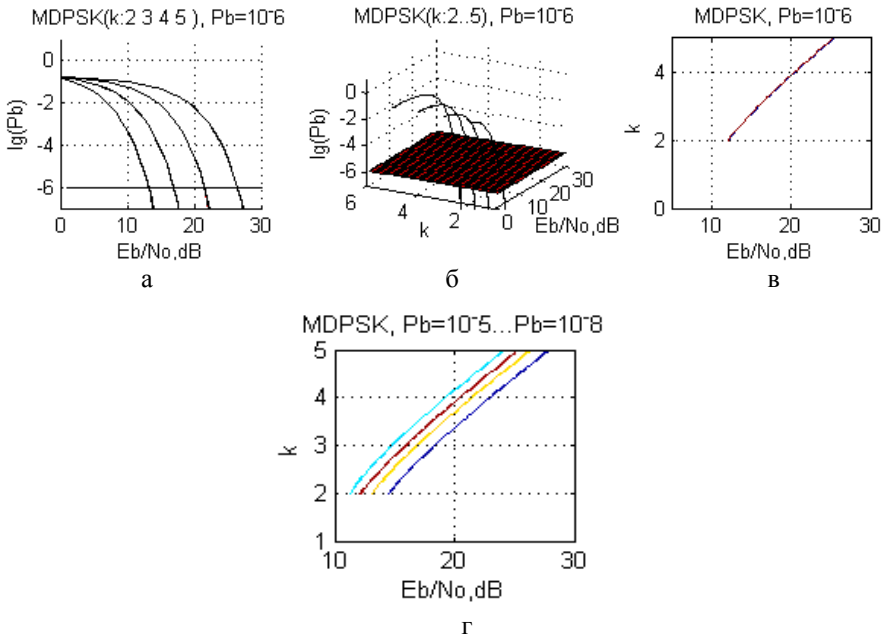 MDPSK(k:2 3 4 5 ), Pb=10⁻6
MDPSK(k:2..5), Pb=10⁻6
MDPSK, Pb=10⁻6
lg(Pb)
0
-2
-4
-6
0 10 20 30
Eb/No,dB
а
lg(Pb)
0
-2
-4
-6
6 4 2
k
0 10 20 30
Eb/No,dB
б
k
4
2
0
10 20 30
Eb/No,dB
в
MDPSK, Pb=10⁻5...Pb=10⁻8
k
5
4
3
2
1
10 20 30
Eb/No,dB
г